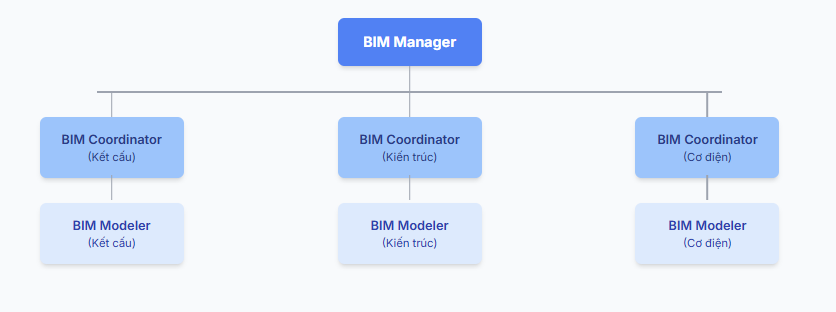 BIM Manager
BIM Coordinator
(Kết cấu)
BIM Coordinator
(Kiến trúc)
BIM Coordinator
(Cơ điện)
BIM Modeler
(Kết cấu)
BIM Modeler
(Kiến trúc)
BIM Modeler
(Cơ điện)